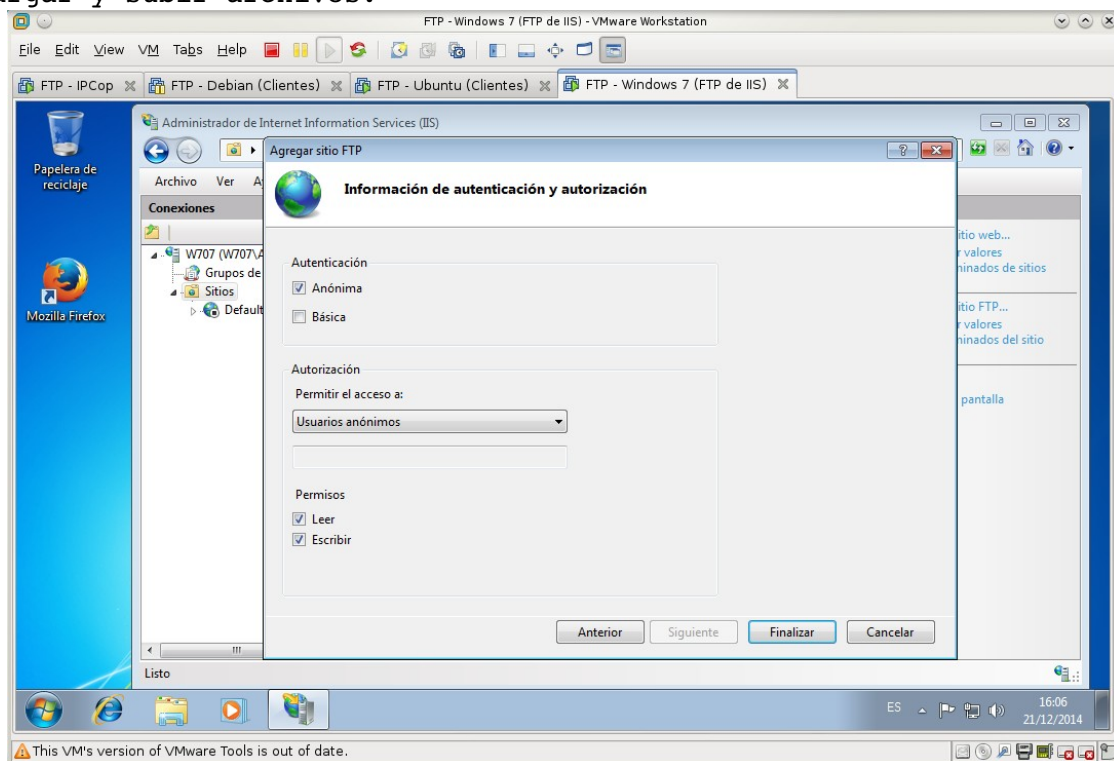 y subir archivos.
FTP - Windows 7 (FTP de IIS) - VMware Workstation
File Edit View VM Tabs Help
FTP - IPCop
FTP - Debian (Clientes)
FTP - Ubuntu (Clientes)
FTP - Windows 7 (FTP de IIS)
Papelera de
reciclaje
Mozilla Firefox
Administrador de Internet Information Services (IIS)
Agregar sitio FTP
Archivo Ver
Información de autenticación y autorización
Conexiones
W707 (W707\A
Grupos de
Sitios
Default
Autenticación
Anónima
Básica
Autorización
Permitir el acceso a:
Usuarios anónimos
Permisos
Leer
Escribir
Anterior Siguiente Finalizar Cancelar
itio web...
r valores
ninados de sitios
itio FTP...
r valores
ninados del sitio
pantalla
Listo
ES
16:06
21/12/2014
This VM's version of VMware Tools is out of date.